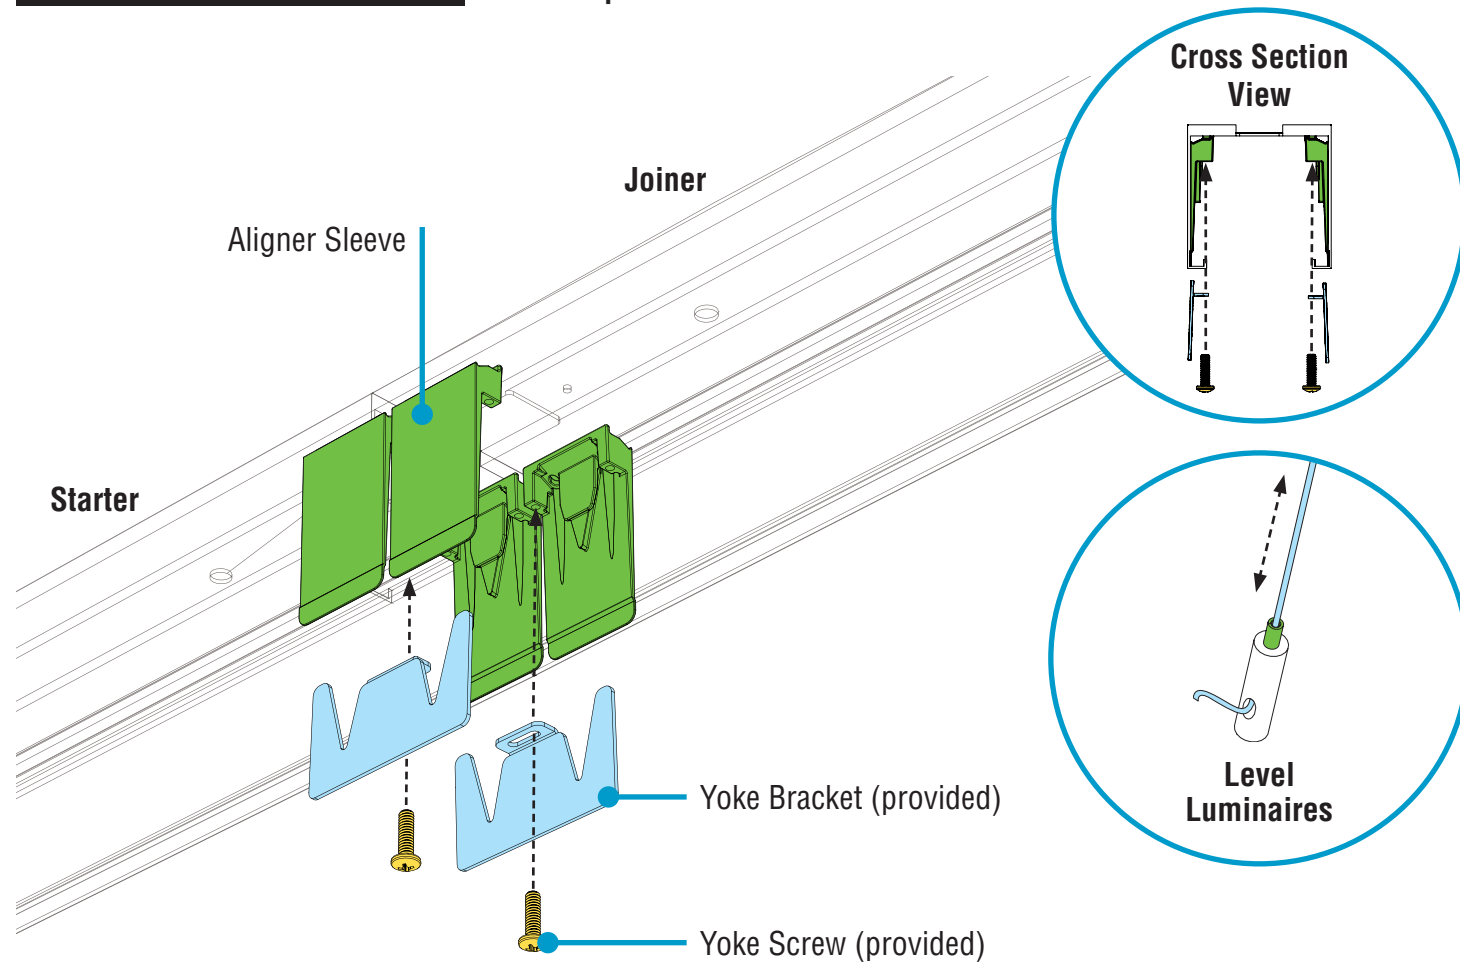 Cross Section
View
Joiner
Aligner Sleeve
Starter
Yoke Bracket (provided)
Level
Luminaires
Yoke Screw (provided)